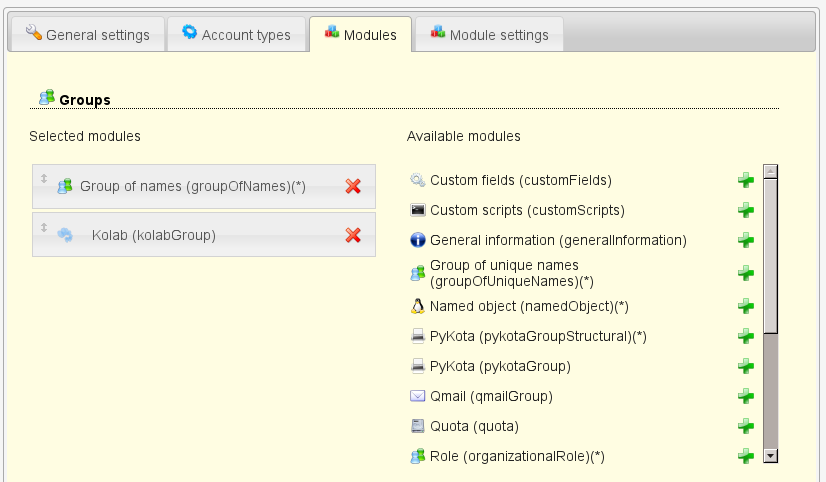 General settings
Account types
Modules
Module settings
Groups
Selected modules
Group of names (groupOfNames)(*)
Kolab (kolabGroup)
Available modules
Custom fields (customFields)
Custom scripts (customScripts)
General information (generalInformation)
Group of unique names
(groupOfUniqueNames)(*)
Named object (namedObject)(*)
PyKota (pykotaGroupStructural)(*)
PyKota (pykotaGroup)
Qmail (qmailGroup)
Quota (quota)
Role (organizationalRole)(*)